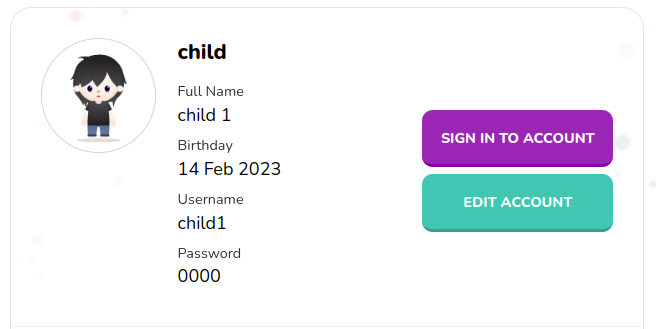 child
Full Name
child 1
Birthday
14 Feb 2023
Username
child1
Password
0000
SIGN IN TO ACCOUNT
EDIT ACCOUNT